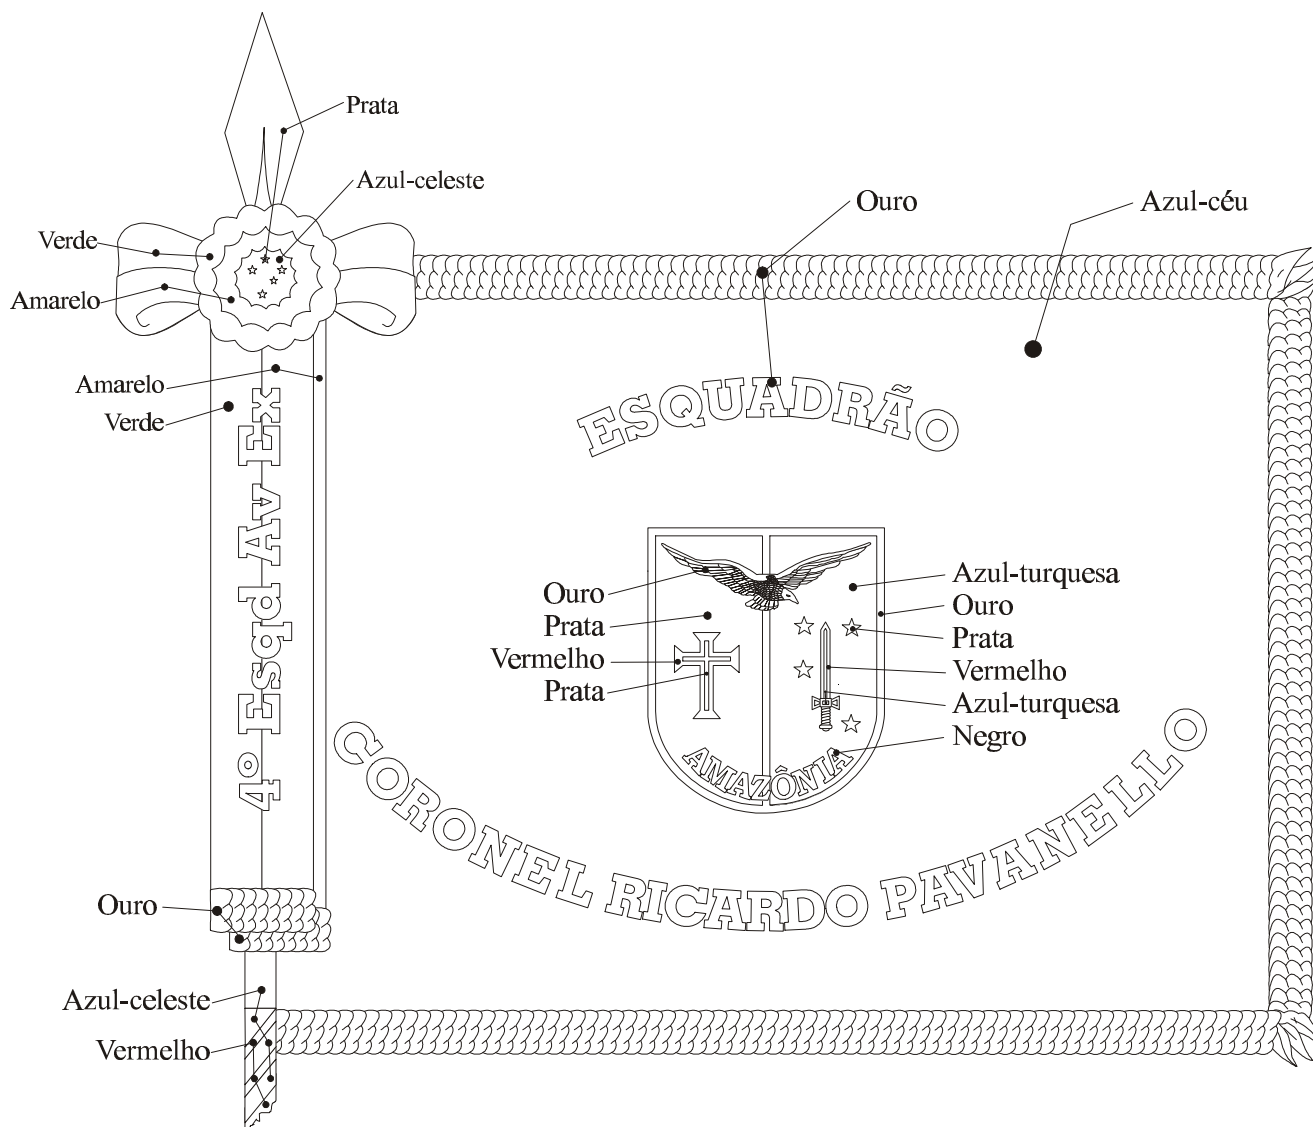 Prata
Azul-celeste
Ouro
Azul-céu
Verde
Amarelo
Amarelo
Verde
4º Esqd Av Ex
ESQUADRÃO
Ouro
Prata
Vermelho
Prata
Azul-turquesa
Ouro
Prata
Vermelho
Azul-turquesa
Negro
AMAZÔNIA
CORONEL RICARDO PAVANELLO
Ouro
Azul-celeste
Vermelho